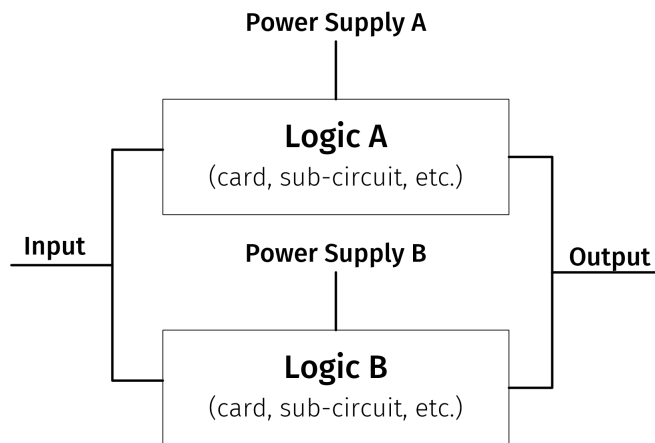 Power Supply A
Logic A
(card, sub-circuit, etc.)
Input
Power Supply B
Output
Logic B
(card, sub-circuit, etc.)